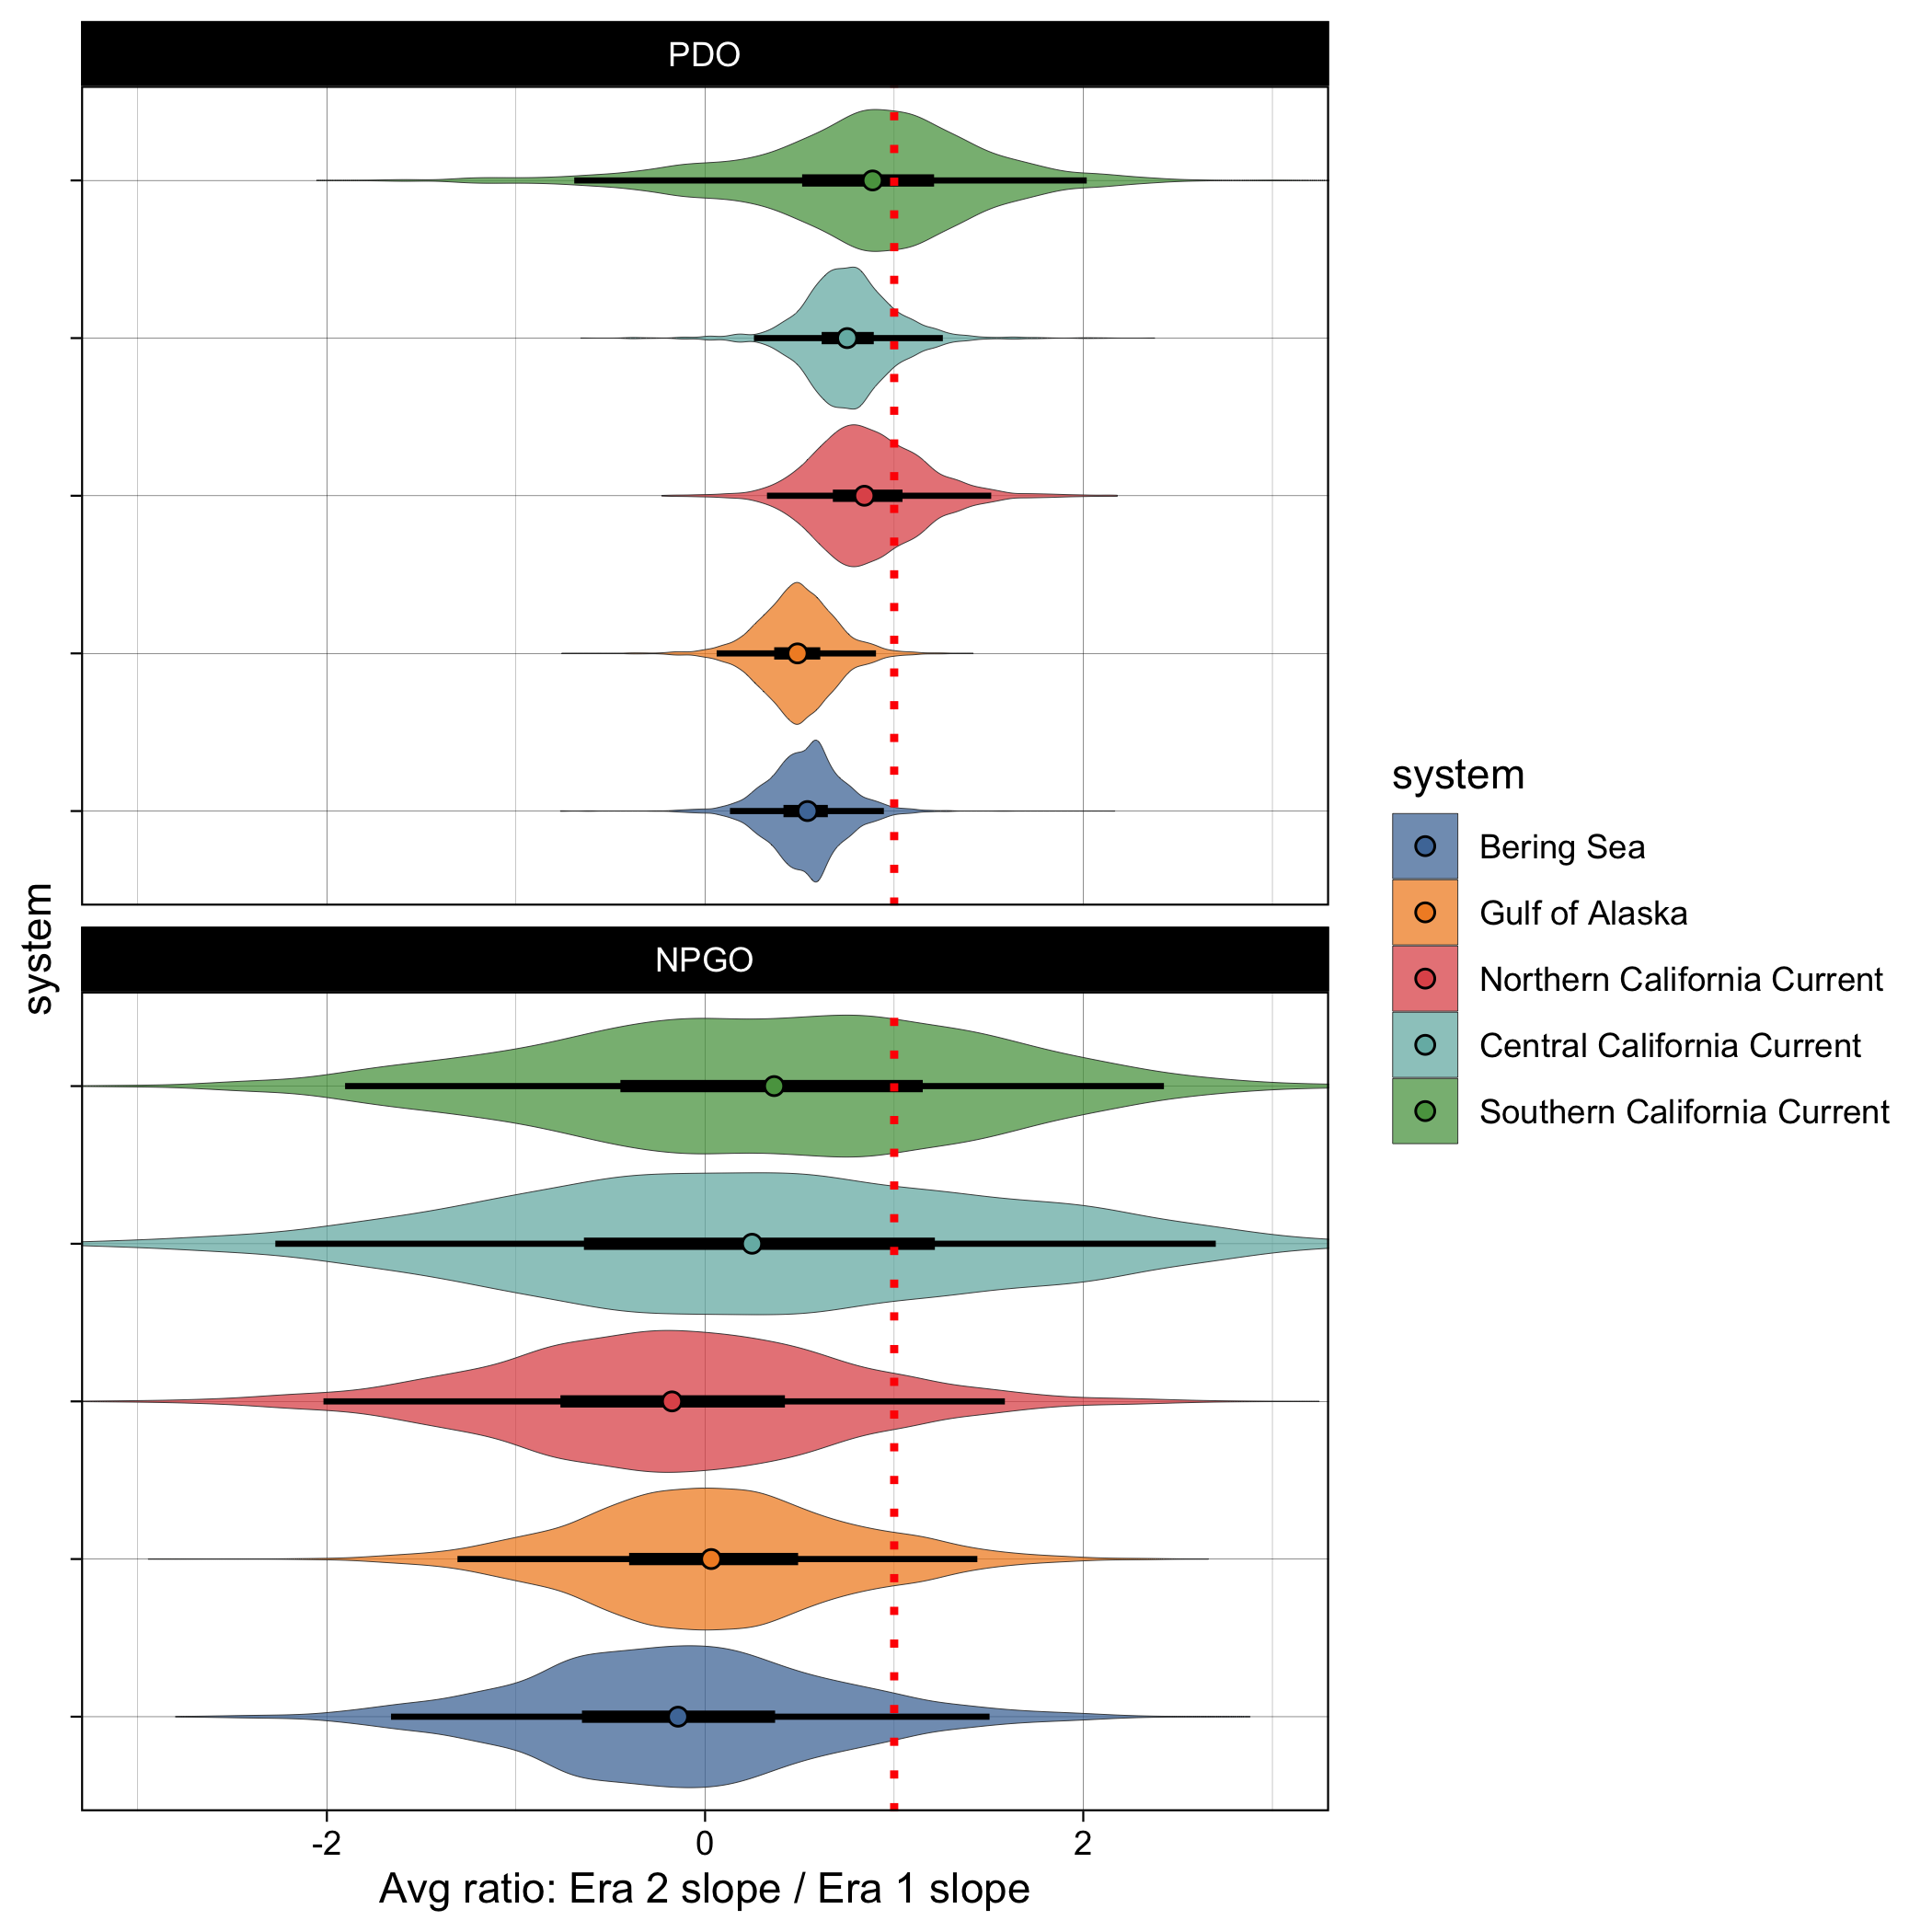 PDO
system
NPGO
-2
0
2
Avg ratio: Era 2 slope / Era 1 slope
system
Bering Sea
Gulf of Alaska
Northern California Current
Central California Current
Southern California Current